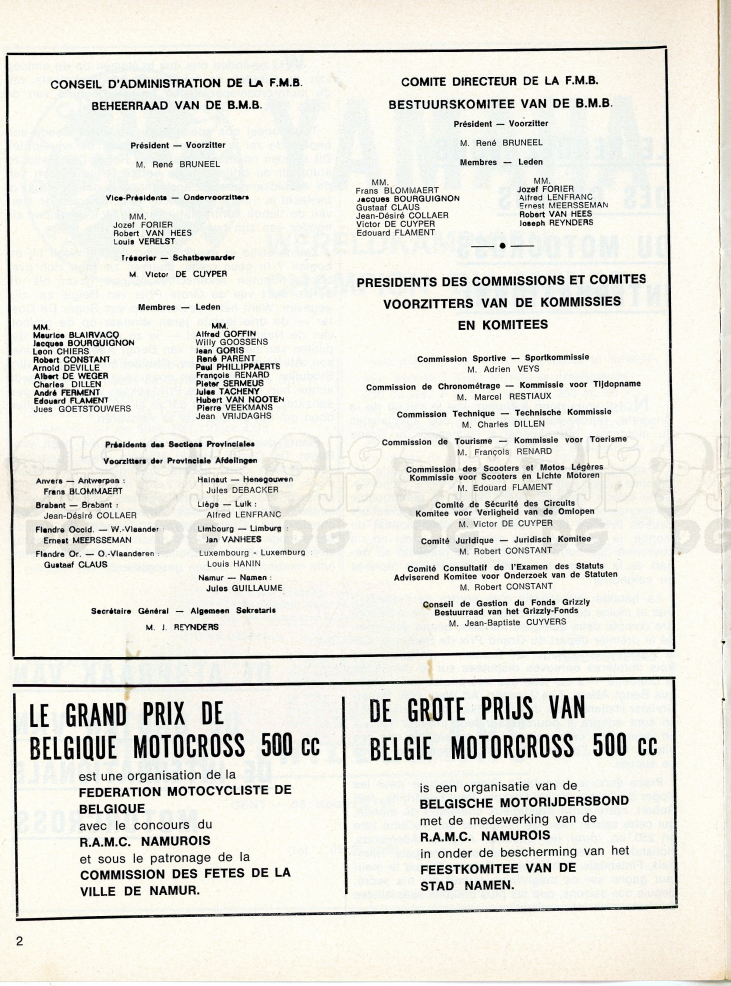 CONSEIL D'ADMINISTRATION DE LA F.M.B.
BEHEERRAAD VAN DE B.M.B.
Président — Voorzitter
M. René BRUNEEL
Vice-Présidents — Ondervoorzitters
MM.
Jozef FORIER
Robert VAN HEES
Louis VERELST
Trésorier — Schatbewaarder
M. Victor DE CUYPER
Membres — Leden
MM.
Maurice BLAIRVACQ
Jacques BOURGUIGNON
Leon CHIERS
Robert CONSTANT
Arnold DEVILLE
Albert DE WEGER
Charles DILLEN
André FERMENT
Edouard FLAMENT
Jues GOETSTOUWERS
MM.
Alfred GOFFIN
Willy GOOSSENS
Jean GORIS
René PARENT
Paul PHILLIPPAERTS
François RENARD
Pieter SERMEUS
Jules TACHENY
Hubert VAN NOOTEN
Pierre VEEKMANS
Jean VRIJDAGHS
Présidents des Sections Provinciales
Voorzitters der Provinciale Afdelingen
Anvers — Antwerpen :
Frans BLOMMAERT
Brabant — Brabant :
Jean-Désiré COLLAER
Flandre Occid. — W.-Vlaander :
Ernest MEERSSEMAN
Flandre Or. — O.-Vlaanderen :
Gustaaf CLAUS
Hainaut — Henegouwen
Jules DEBACKER
Liège — Luik :
Alfred LENFRANC
Limbourg — Limburg :
Jan VANHEES
Luxembourg - Luxemburg :
Louis HANIN
Namur — Namen :
Jules GUILLAUME
Secrétaire Général — Algemeen Sekretaris
M. J. REYNDERS
COMITE DIRECTEUR DE LA F.M.B.
BESTUURSKOMITEE VAN DE B.M.B.
Président — Voorzitter
M. René BRUNEEL
Membres — Leden
MM.
Frans BLOMMAERT
Jacques BOURGUIGNON
Gustaaf CLAUS
Jean-Désiré COLLAER
Victor DE CUYPER
Edouard FLAMENT
MM.
Jozef FORIER
Alfred LENFRANC
Ernest MEERSSEMAN
Robert VAN HEES
Joseph REYNDERS
PRESIDENTS DES COMMISSIONS ET COMITES
VOORZITTERS VAN DE KOMMISSIES
EN KOMITEES
Commission Sportive — Sportkommissie
M. Adrien VEYS
Commission de Chronométrage — Kommissie voor Tijdopname
M. Marcel RESTIAUX
Commission Technique — Technische Kommissie
M. Charles DILLEN
Commission de Tourisme — Kommissie voor Toerisme
M. François RENARD
Commission des Scooters et Motos Légères
Kommissie voor Scooters en Lichte Motoren
M. Edouard FLAMENT
Comité de Sécurité des Circuits
Komitee voor Verligheid van de Omlopen
M. Victor DE CUYPER
Comité Juridique — Juridisch Komitee
M. Robert CONSTANT
Comité Consultatif de l'Examen des Statuts
Adviserend Komitee voor Onderzoek van de Statuten
M. Robert CONSTANT
Conseil de Gestion du Fonds Grizzly
Bestuurraad van het Grizzly-Fonds
M. Jean-Baptiste CUYVERS
LE GRAND PRIX DE
BELGIQUE MOTOCROSS 500 cc
est une organisation de la
FEDERATION MOTOCYCLISTE DE
BELGIQUE
avec le concours du
R.A.M.C. NAMUROIS
et sous le patronage de la
COMMISSION DES FETES DE LA
VILLE DE NAMUR.
DE GROTE PRIJS VAN
BELGIE MOTORCROSS 500 cc
is een organisatie van de
BELGISCHE MOTORIJDERSBOND
met de medewerking van de
R.A.M.C. NAMUROIS
in onder de bescherming van het
FEESTKOMITEE VAN DE
STAD NAMEN.
2